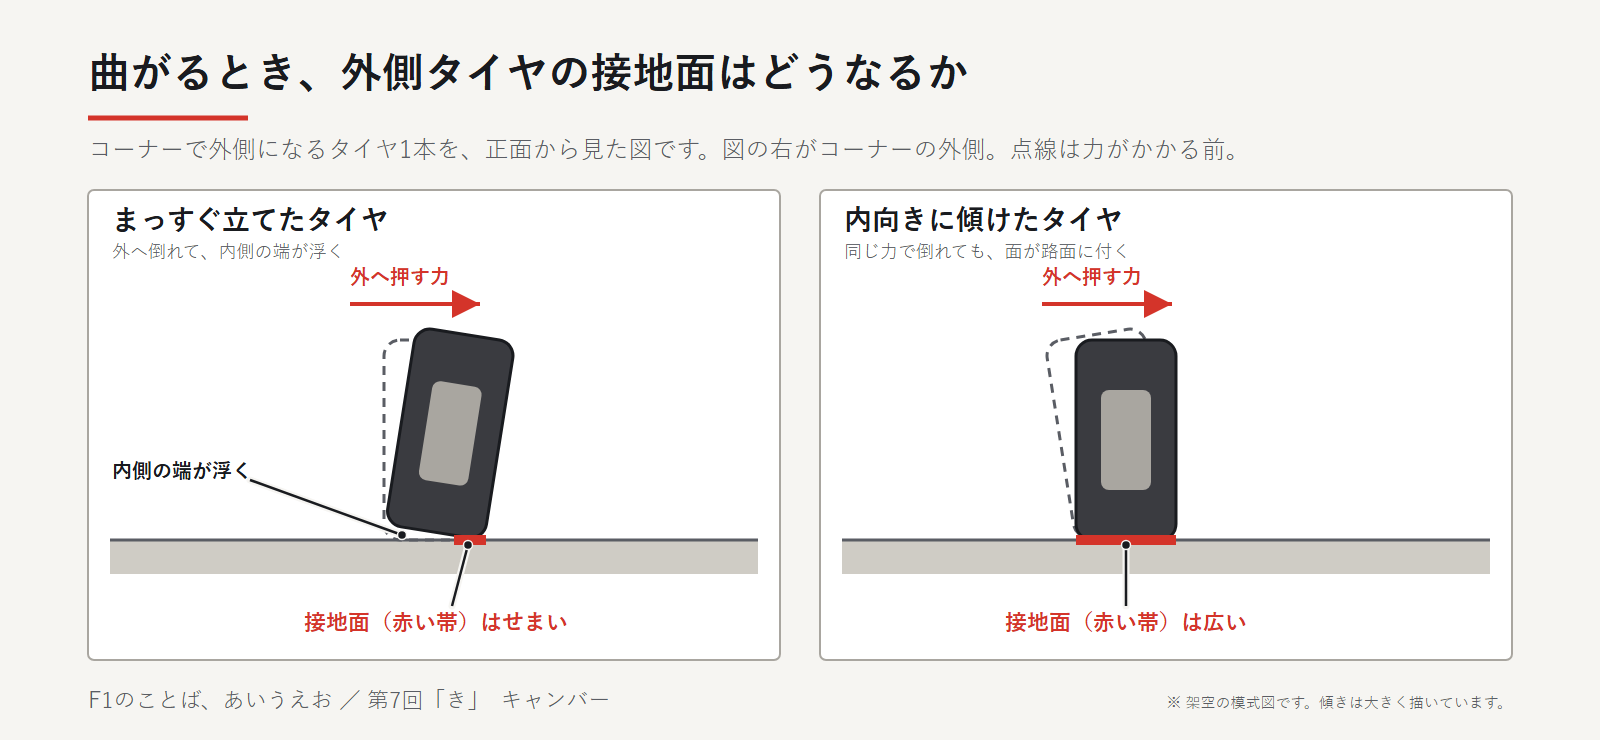 曲がるとき、外側タイヤの接地面はどうなるか
コーナーで外側になるタイヤ1本を、正面から見た図です。図の右がコーナーの外側。点線は力がかかる前。
まっすぐ立てたタイヤ
外へ倒れて、内側の端が浮く
外へ押す力
内側の端が浮く
接地面（赤い帯）はせまい
内向きに傾けたタイヤ
同じ力で倒れても、面が路面に付く
外へ押す力
接地面（赤い帯）は広い
F1のことば、あいうえお ／ 第7回「き」 キャンバー
※ 架空の模式図です。傾きは大きく描いています。